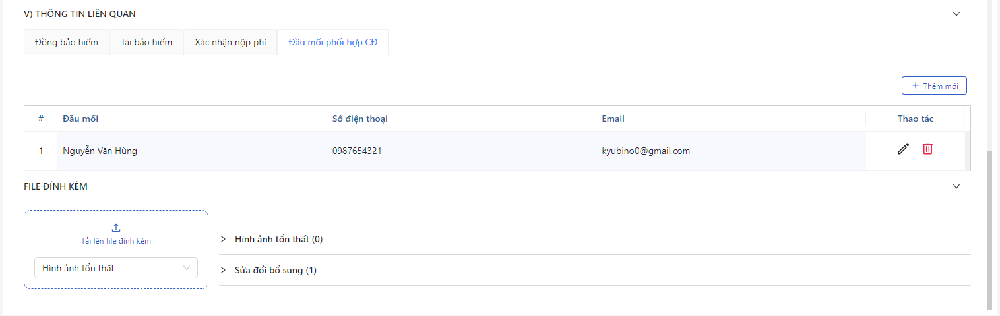 V) THÔNG TIN LIÊN QUAN
Đồng bảo hiểm Tái bảo hiểm Xác nhận nộp phí Đầu mối phối hợp CĐ
+ Thêm mới
# Đầu mối Số điện thoại Email Thao tác
1 Nguyễn Văn Hùng 0987654321 kyubino0@gmail.com
FILE ĐÍNH KÈM
Tải lên file đính kèm
Hình ảnh tổn thất
Hình ảnh tổn thất (0)
Sửa đổi bổ sung (1)